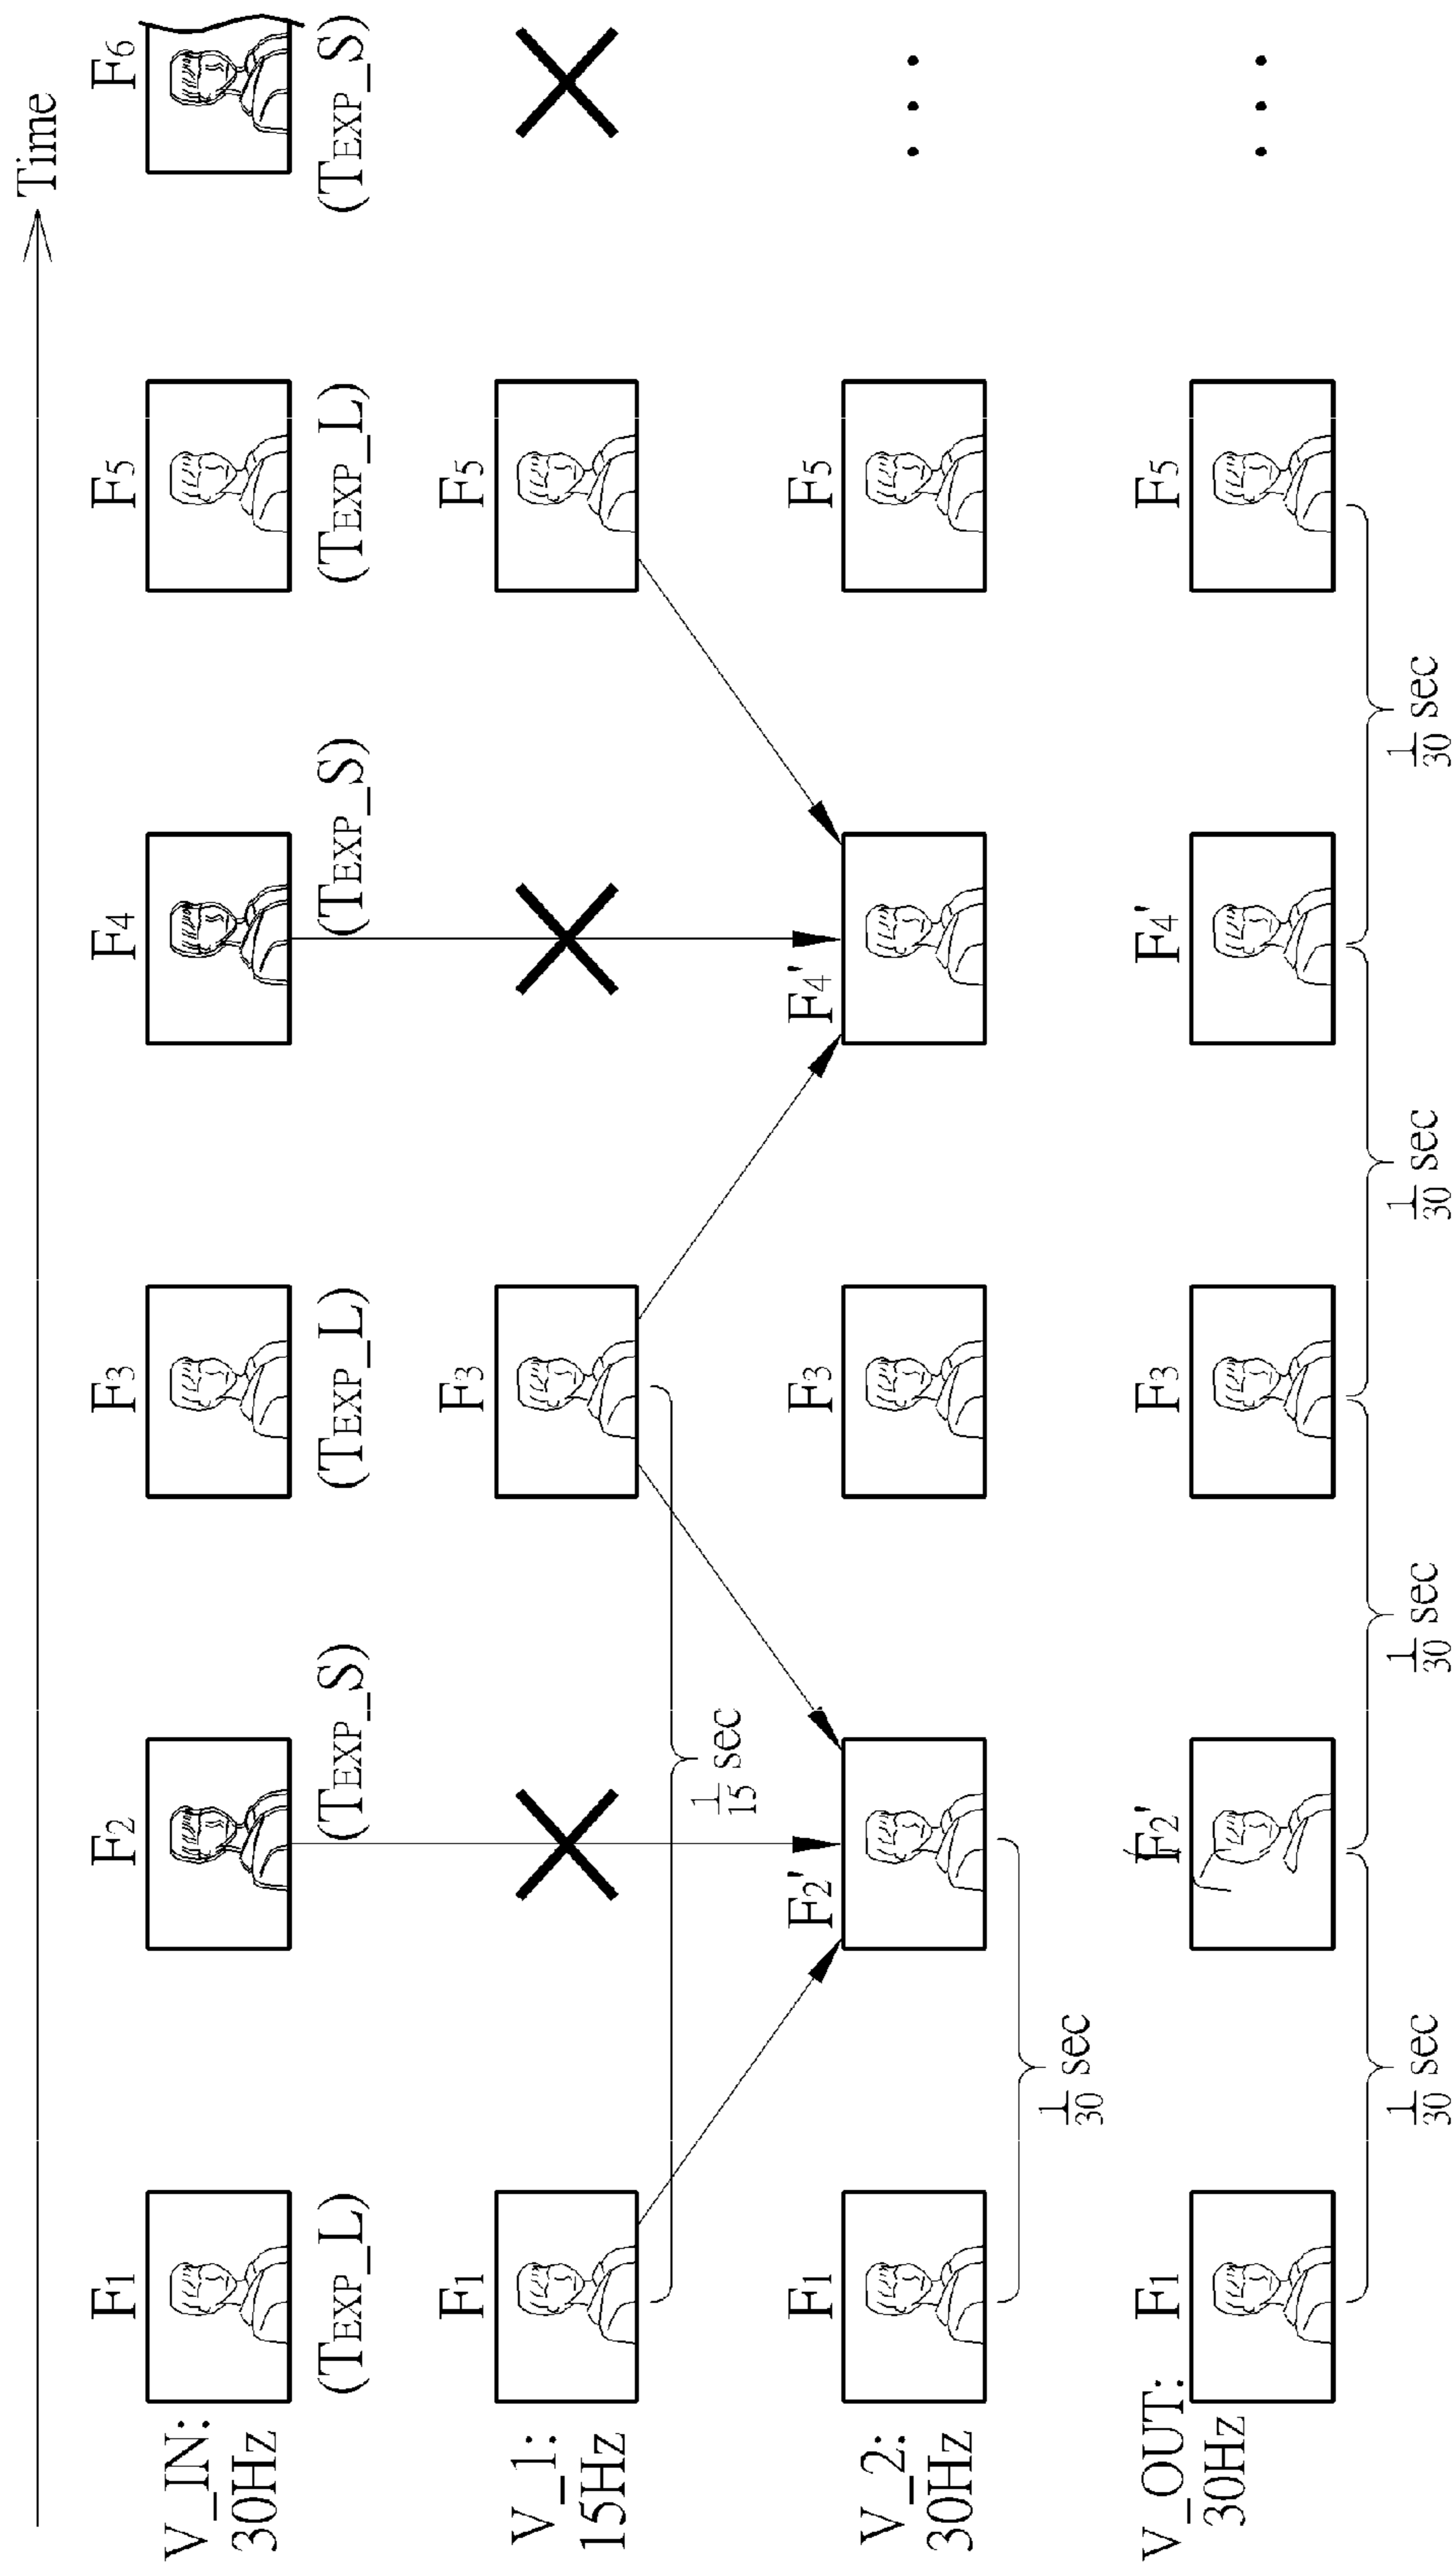 Time
F1 F2 F3 F4 F5 F6
V_IN:
30Hz
(TEXP_L) (TEXP_S) (TEXP_L) (TEXP_S) (TEXP_L) (TEXP_S)
F1 F3 F5
V_1:
15Hz
1/15 sec
F1 F2' F3 F4' F5 ...
V_2:
30Hz
1/30 sec
V_OUT: F1 F2' F3 F4' F5 ...
30Hz
1/30 sec 1/30 sec 1/30 sec 1/30 sec